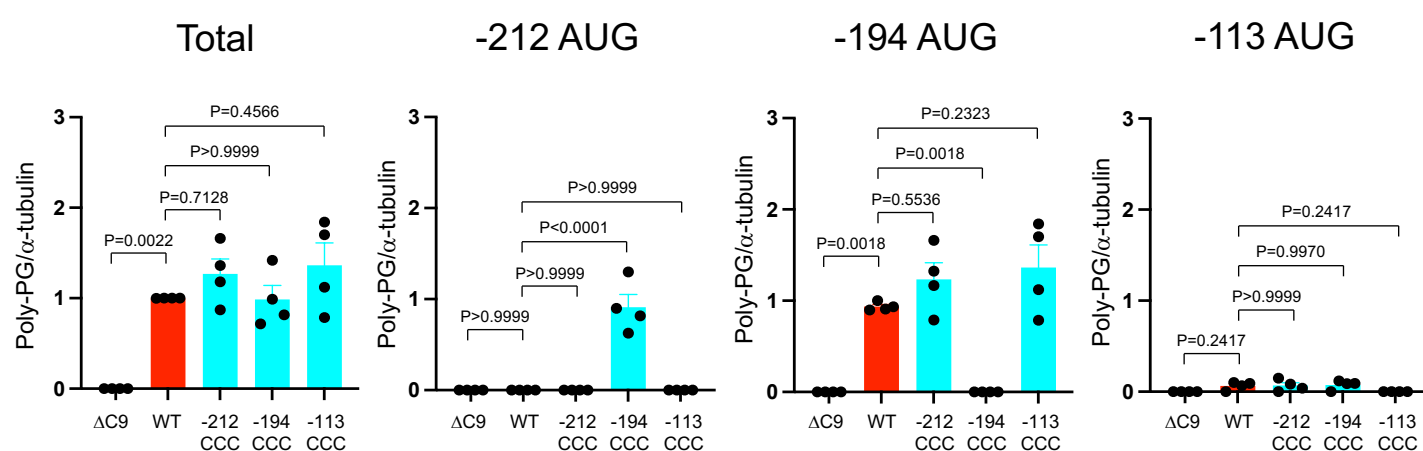 Total
-212 AUG
-194 AUG
-113 AUG
Poly-PG/α-tubulin
3
2
1
0
P=0.4566
P>0.9999
P=0.7128
P=0.0022
ΔC9
WT
-212
CCC
-194
CCC
-113
CCC
Poly-PG/α-tubulin
3
2
1
0
P>0.9999
P<0.0001
P>0.9999
P>0.9999
ΔC9
WT
-212
CCC
-194
CCC
-113
CCC
Poly-PG/α-tubulin
3
2
1
0
P=0.2323
P=0.0018
P=0.5536
P=0.0018
ΔC9
WT
-212
CCC
-194
CCC
-113
CCC
Poly-PG/α-tubulin
3
2
1
0
P=0.2417
P=0.9970
P>0.9999
P=0.2417
ΔC9
WT
-212
CCC
-194
CCC
-113
CCC